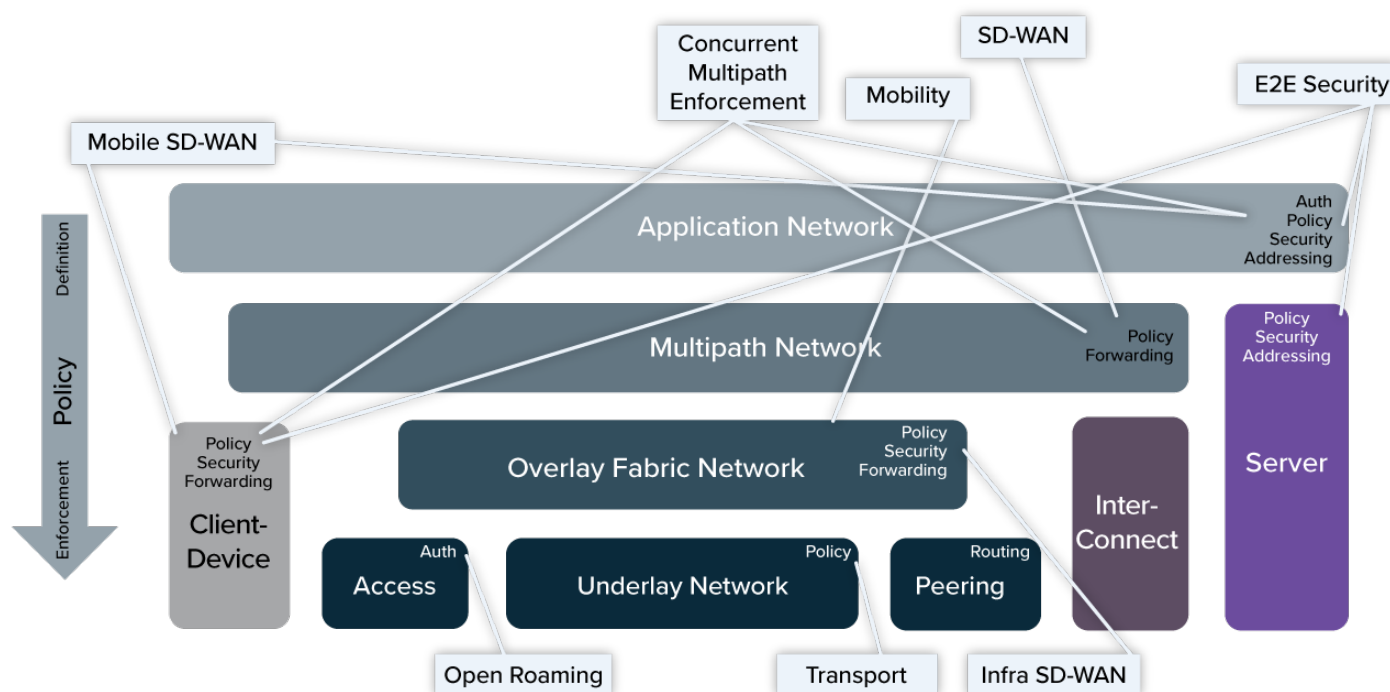 SD-WAN
Concurrent
Multipath
Enforcement
Mobility
E2E Security
Mobile SD-WAN
Definition
Policy
Enforcement
Application Network
Auth
Policy
Security
Addressing
Multipath Network
Policy
Forwarding
Policy
Security
Addressing
Server
Policy
Security
Forwarding
Client-
Device
Overlay Fabric Network
Policy
Security
Forwarding
Inter-
Connect
Auth
Access
Policy
Underlay Network
Routing
Peering
Open Roaming
Transport
Infra SD-WAN